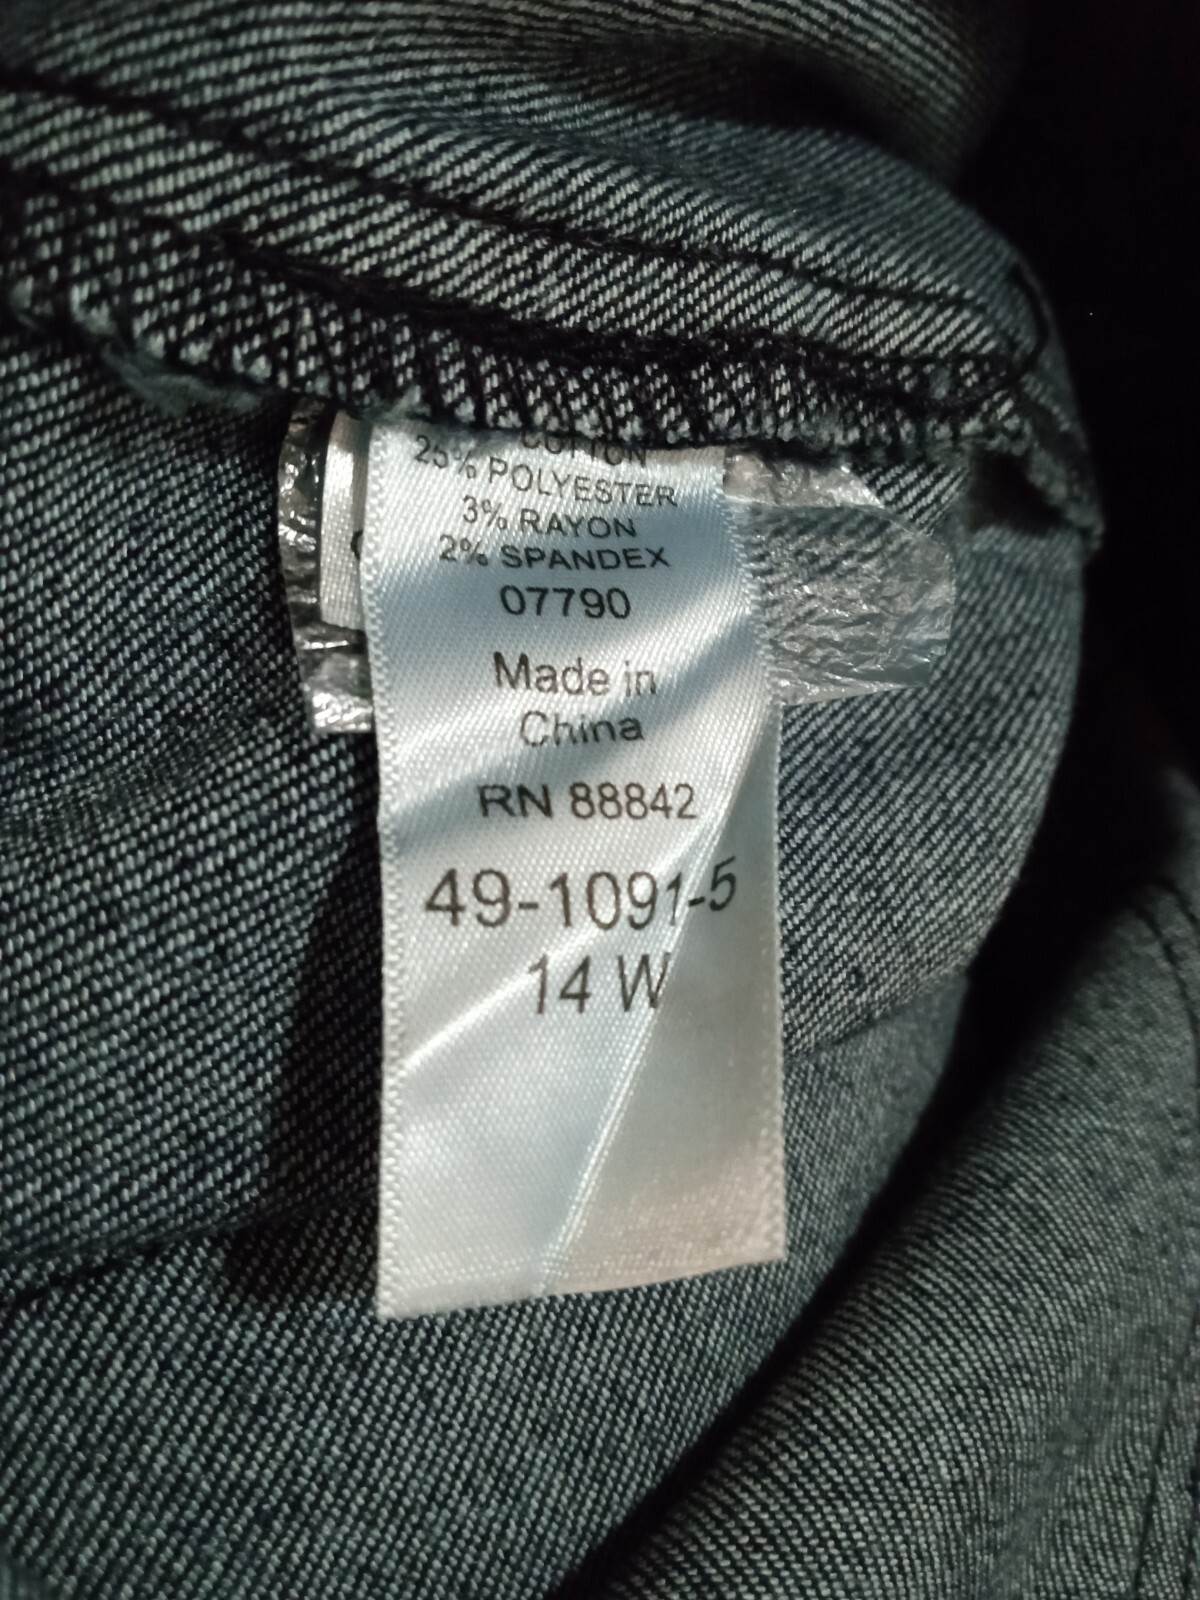 COTTON
25% POLYESTER
3% RAYON
2% SPANDEX
07790
Made in
China
RN 88842
49-1091-5
14 W